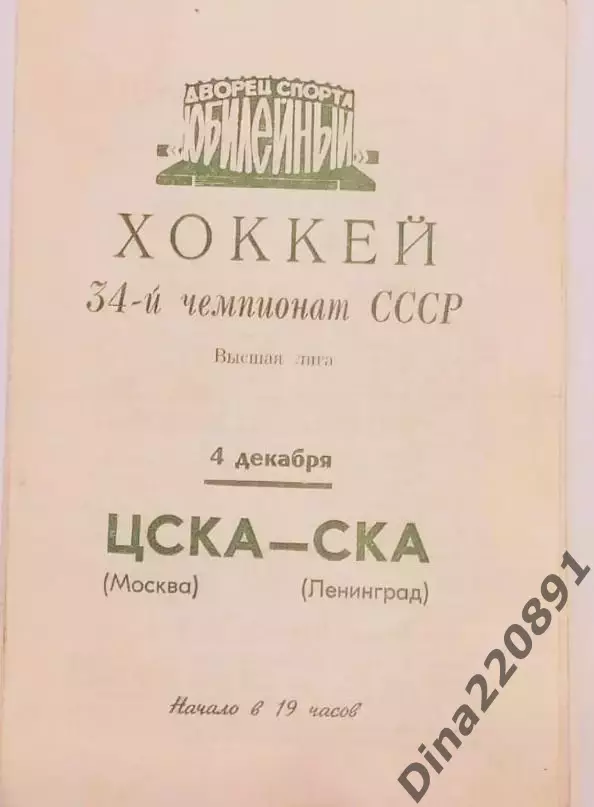 ДВОРЕЦ СПОРТА
«ЮБИЛЕЙНЫЙ»
ХОККЕЙ
34-й чемпионат СССР
Высшая лига
4 декабря
ЦСКА—СКА
(Москва) (Ленинград)
Начало в 19 часов
Dina220891